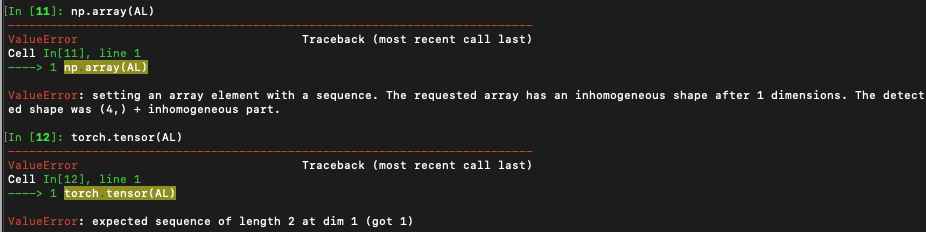 [In [11]: np.array(AL)
---------------------------------------------------------------------------
ValueError                                Traceback (most recent call last)
Cell In[11], line 1
----> 1 np.array(AL)
ValueError: setting an array element with a sequence. The requested array has an inhomogeneous shape after 1 dimensions. The detect
ed shape was (4,) + inhomogeneous part.
[In [12]: torch.tensor(AL)
---------------------------------------------------------------------------
ValueError                                Traceback (most recent call last)
Cell In[12], line 1
----> 1 torch.tensor(AL)
ValueError: expected sequence of length 2 at dim 1 (got 1)